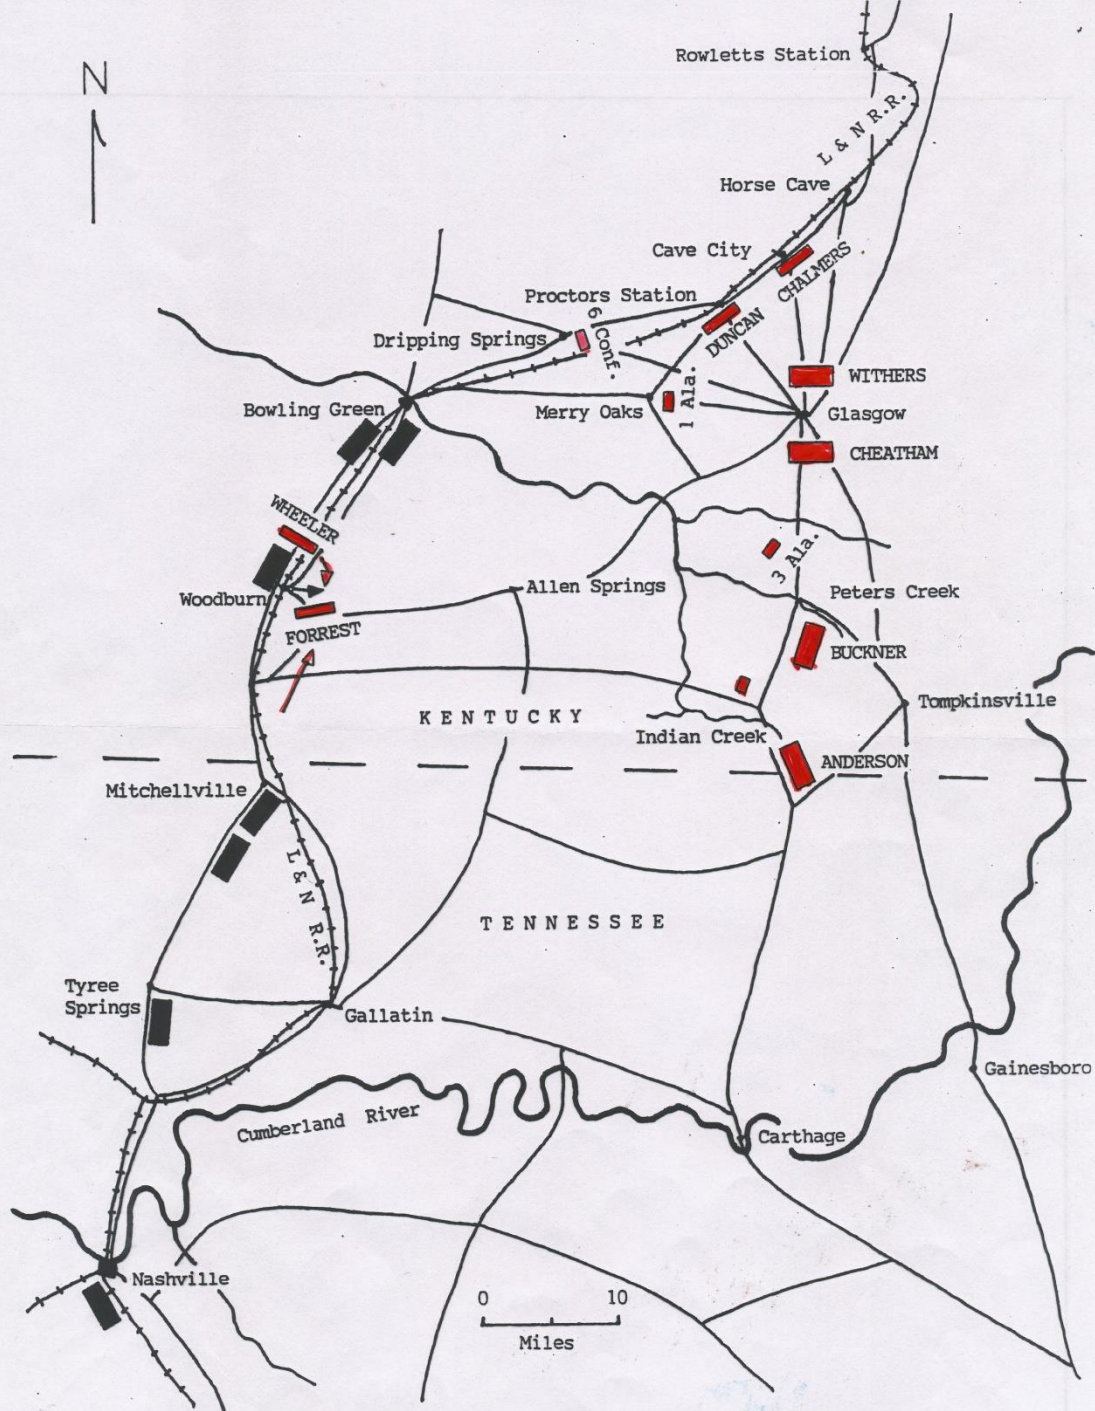 N
Rowletts Station
L & N R.R.
Horse Cave
Cave City
CHALMERS
Proctors Station
6 Conf.
DUNCAN
Dripping Springs
WITHERS
1 Ala.
Bowling Green
Merry Oaks
Glasgow
CHEATHAM
WHEELER
3 Ala.
Woodburn
Allen Springs
Peters Creek
FORREST
BUCKNER
KENTUCKY
Tompkinsville
Indian Creek
ANDERSON
Mitchellville
L & N R.R.
TENNESSEE
Tyree
Springs
Gallatin
Gainesboro
Cumberland River
Carthage
Nashville
0 10
Miles